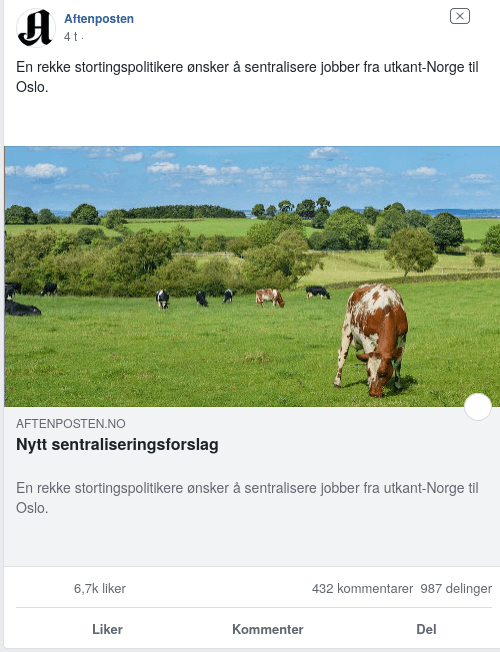 Aftenposten
4 t ·
En rekke stortingspolitikere ønsker å sentralisere jobber fra utkant-Norge til
Oslo.
AFTENPOSTEN.NO
Nytt sentraliseringsforslag
En rekke stortingspolitikere ønsker å sentralisere jobber fra utkant-Norge til
Oslo.
6,7k liker 432 kommentarer 987 delinger
Liker Kommenter Del